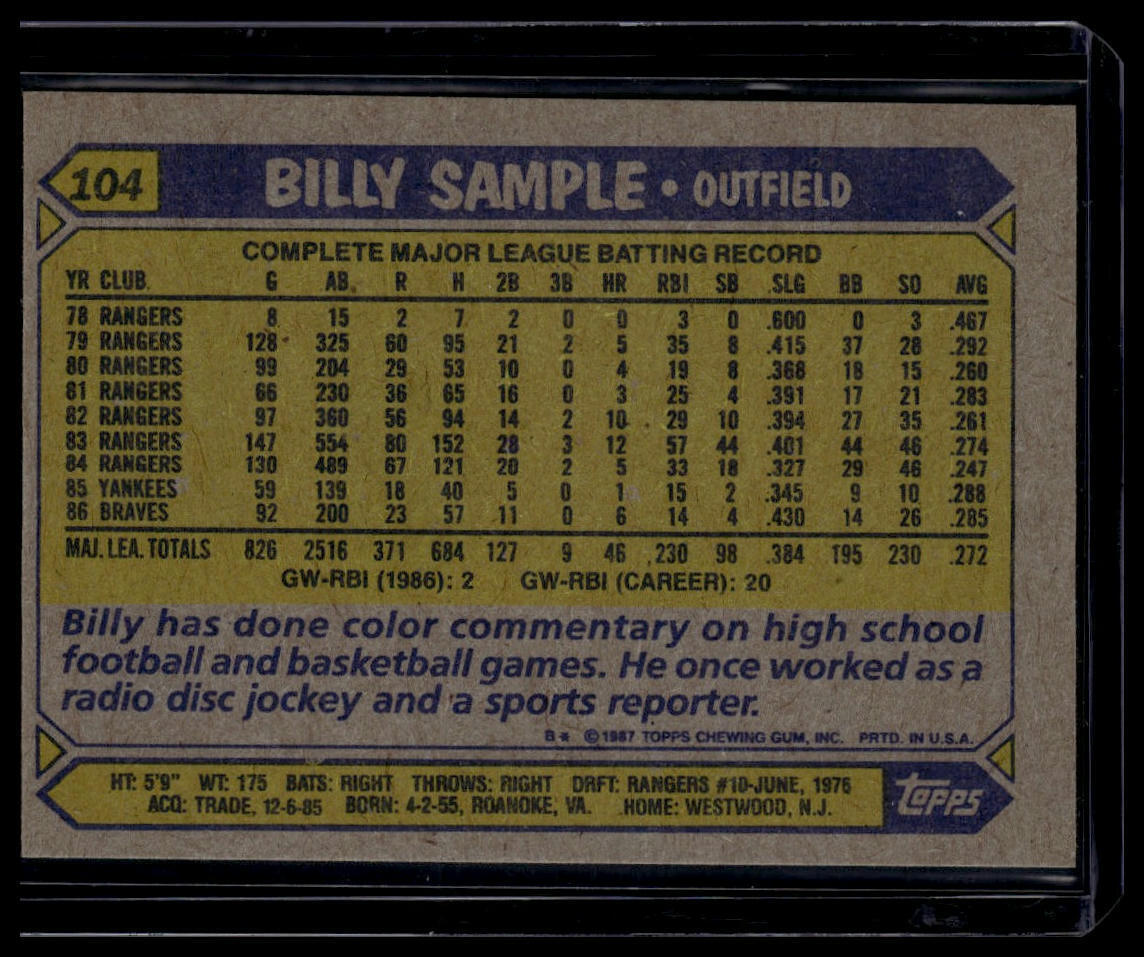 104 BILLY SAMPLE • OUTFIELD
COMPLETE MAJOR LEAGUE BATTING RECORD
YR CLUB. G AB. R H 2B 3B HR RBI SB .SLG BB SO AVG
78 RANGERS 8 15 2 7 2 0 0 3 0 .600 0 3 .467
79 RANGERS 128 325 60 95 21 2 5 35 8 .415 37 28 .292
80 RANGERS 99 204 29 53 10 0 4 19 8 .368 18 15 .260
81 RANGERS 66 230 36 65 16 0 3 25 4 .391 17 21 .283
82 RANGERS 97 360 56 94 14 2 10 29 10 .394 27 35 .261
83 RANGERS 147 554 80 152 28 3 12 57 44 .401 44 46 .274
84 RANGERS 130 489 67 121 20 2 5 33 18 .327 29 46 .247
85 YANKEES 59 139 18 40 5 0 1 15 2 .345 9 10 .288
86 BRAVES 92 200 23 57 11 0 6 14 4 .430 14 26 .285
MAJ. LEA. TOTALS 826 2516 371 684 127 9 46 230 98 .384 195 230 .272
GW-RBI (1986): 2 GW-RBI (CAREER): 20
Billy has done color commentary on high school
football and basketball games. He once worked as a
radio disc jockey and a sports reporter.
B* ©1987 TOPPS CHEWING GUM, INC. PRTD. IN U.S.A.
HT: 5'9" WT: 175 BATS: RIGHT THROWS: RIGHT DRFT: RANGERS #10-JUNE, 1976
ACQ: TRADE, 12-6-85 BORN: 4-2-55, ROANOKE, VA. HOME: WESTWOOD, N.J.
TOPPS